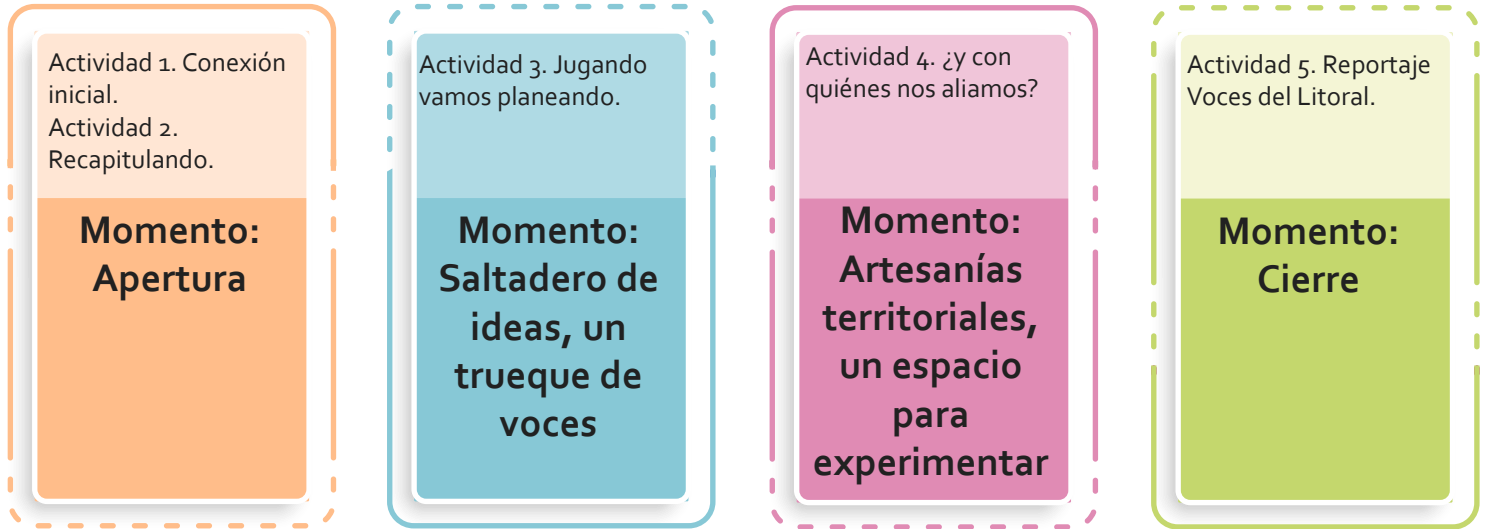 Actividad 1. Conexión
inicial.
Actividad 2.
Recapitulando.
Momento:
Apertura
Actividad 3. Jugando
vamos planeando.
Momento:
Saltadero de
ideas, un
trueque de
voces
Actividad 4. ¿y con
quiénes nos aliamos?
Momento:
Artesanías
territoriales,
un espacio
para
experimentar
Actividad 5. Reportaje
Voces del Litoral.
Momento:
Cierre